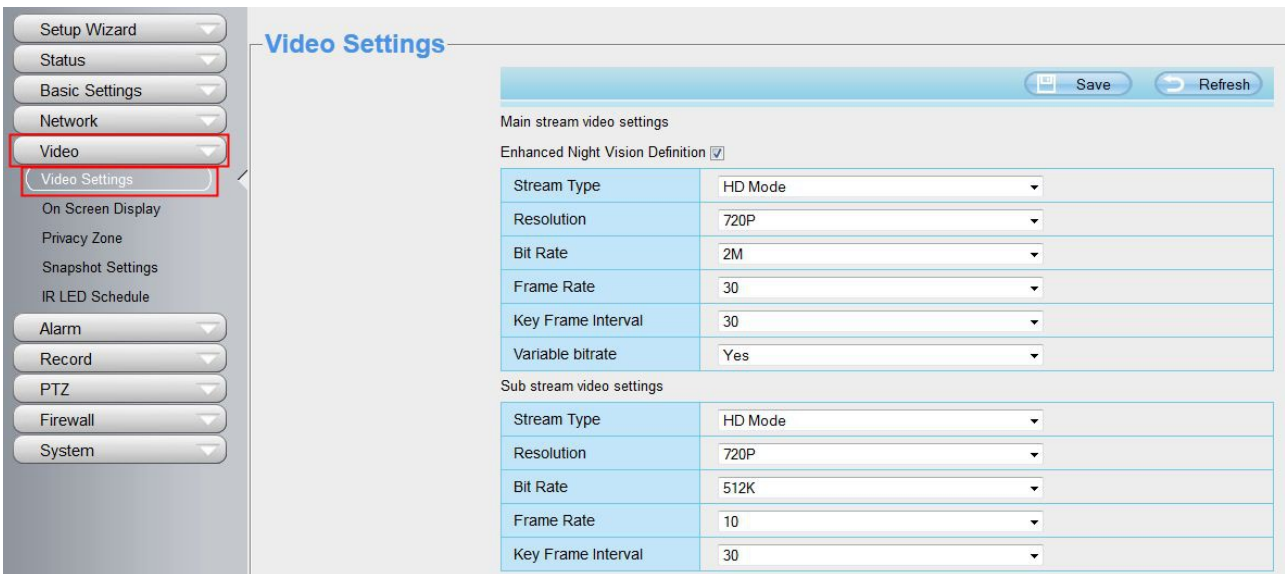 Setup Wizard
Status
Basic Settings
Network
Video
Video Settings
On Screen Display
Privacy Zone
Snapshot Settings
IR LED Schedule
Alarm
Record
PTZ
Firewall
System
Video Settings
Save Refresh
Main stream video settings
Enhanced Night Vision Definition
Stream Type HD Mode
Resolution 720P
Bit Rate 2M
Frame Rate 30
Key Frame Interval 30
Variable bitrate Yes
Sub stream video settings
Stream Type HD Mode
Resolution 720P
Bit Rate 512K
Frame Rate 10
Key Frame Interval 30